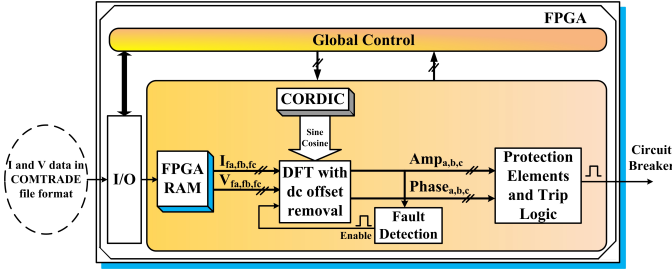 FPGA
Global Control
CORDIC
Sine
Cosine
I and V data in
COMTRADE
file format
I/O
FPGA
RAM
Ifa,fb,fc
Vfa,fb,fc
DFT with
dc offset
removal
Ampa,b,c
Phasea,b,c
Fault
Detection
Enable
Protection
Elements
and Trip
Logic
Circuit
Breaker